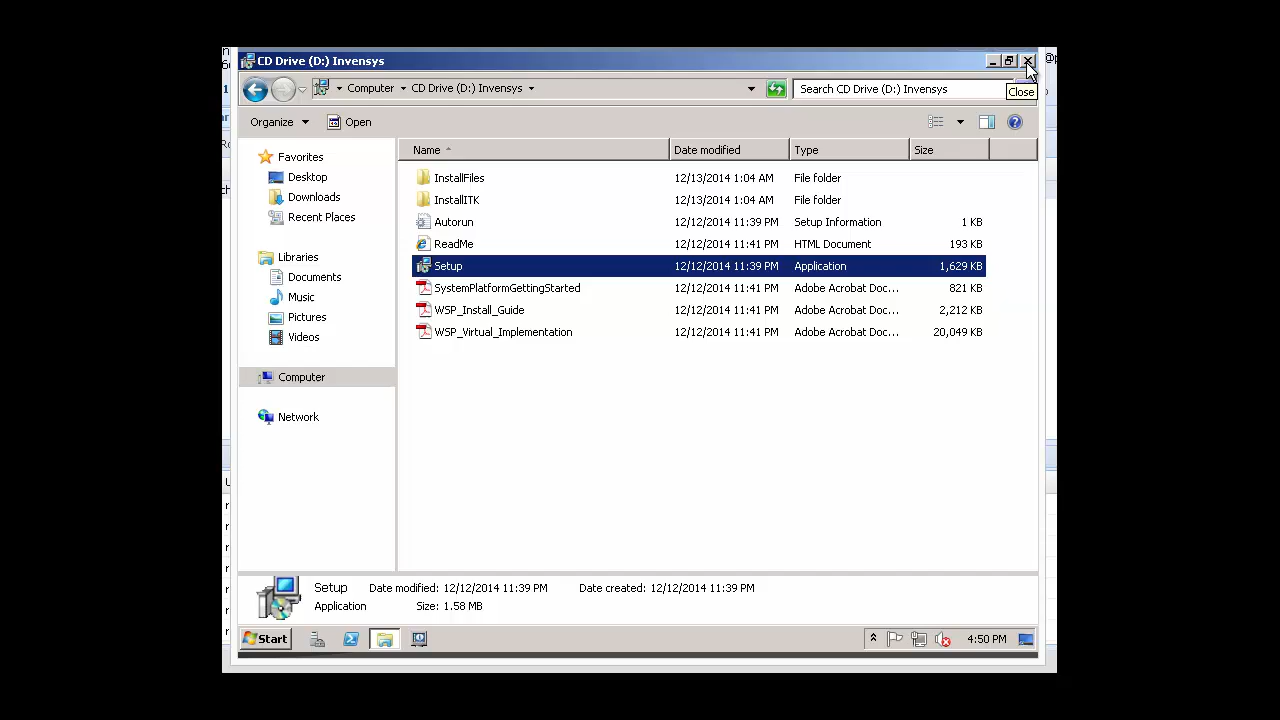 CD Drive (D:) Invensys
Computer CD Drive (D:) Invensys Search CD Drive (D:) Invensys
Close
Organize Open
Name Date modified Type Size
Favorites
Desktop
Downloads
Recent Places
Libraries
Documents
Music
Pictures
Videos
Computer
Network
InstallFiles 12/13/2014 1:04 AM File folder
InstallITK 12/13/2014 1:04 AM File folder
Autorun 12/12/2014 11:39 PM Setup Information 1 KB
ReadMe 12/12/2014 11:41 PM HTML Document 193 KB
Setup 12/12/2014 11:39 PM Application 1,629 KB
SystemPlatformGettingStarted 12/12/2014 11:41 PM Adobe Acrobat Doc... 821 KB
WSP_Install_Guide 12/12/2014 11:41 PM Adobe Acrobat Doc... 2,212 KB
WSP_Virtual_Implementation 12/12/2014 11:41 PM Adobe Acrobat Doc... 20,049 KB
Setup Date modified: 12/12/2014 11:39 PM Date created: 12/12/2014 11:39 PM
Application Size: 1.58 MB
Start 4:50 PM